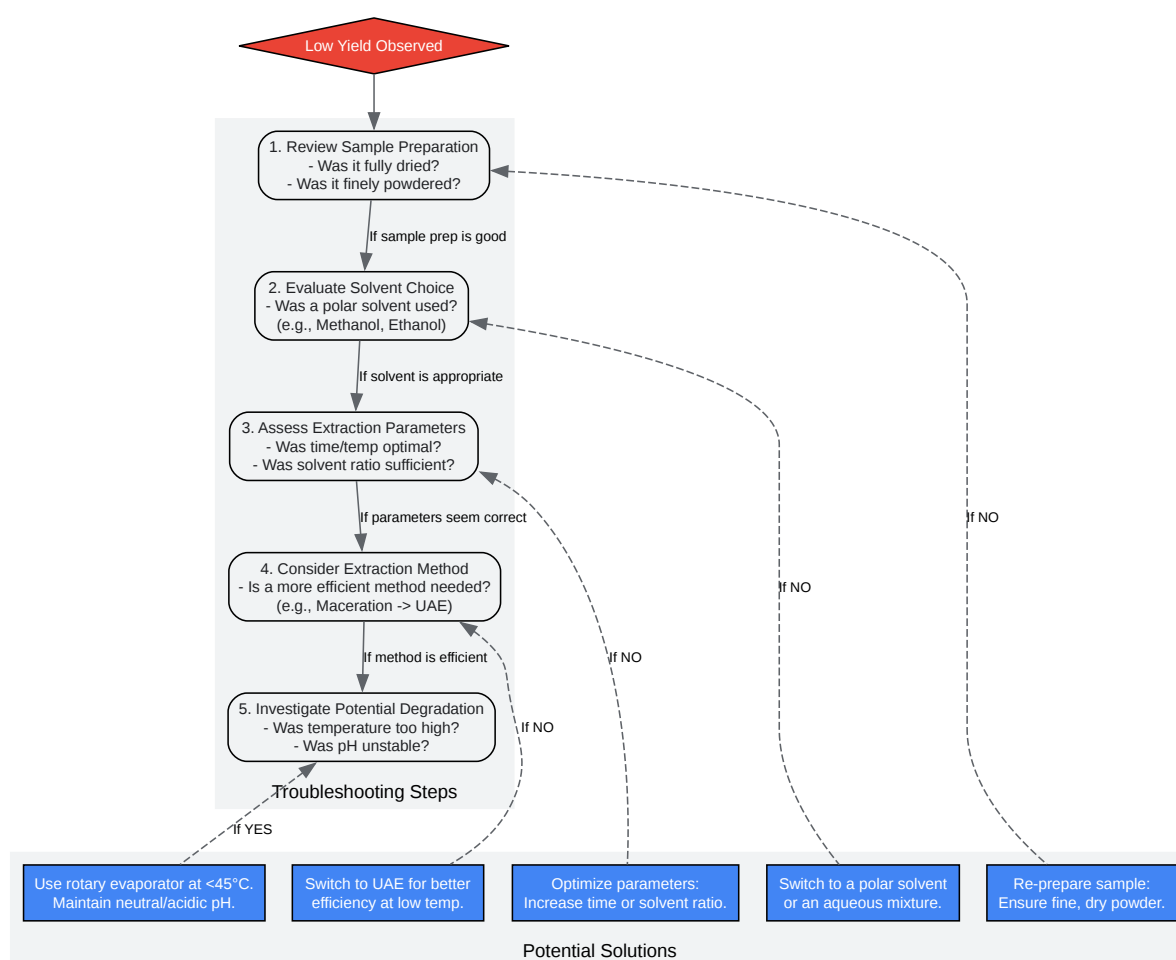 Low Yield Observed
1. Review Sample Preparation
- Was it fully dried?
- Was it finely powdered?
If sample prep is good
2. Evaluate Solvent Choice
- Was a polar solvent used?
(e.g., Methanol, Ethanol)
If solvent is appropriate
3. Assess Extraction Parameters
- Was time/temp optimal?
- Was solvent ratio sufficient?
If parameters seem correct
If NO
4. Consider Extraction Method
- Is a more efficient method needed?
(e.g., Maceration -> UAE)
If NO
If method is efficient
If NO
5. Investigate Potential Degradation
- Was temperature too high?
- Was pH unstable?
If NO
Troubleshooting Steps
If YES
Use rotary evaporator at <45°C.
Maintain neutral/acidic pH.
Switch to UAE for better
efficiency at low temp.
Optimize parameters:
Increase time or solvent ratio.
Switch to a polar solvent
or an aqueous mixture.
Re-prepare sample:
Ensure fine, dry powder.
Potential Solutions